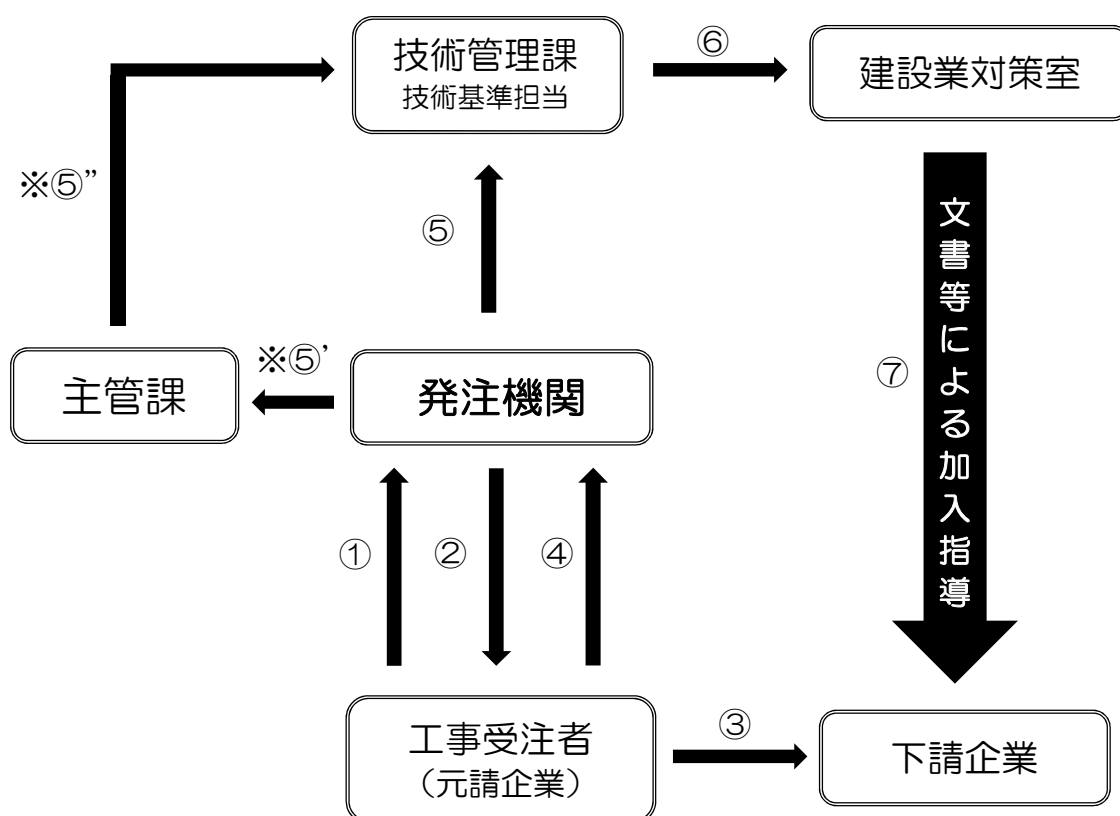 技術管理課
技術基準担当
⑥
建設業対策室
※⑤”
⑤
文書等による加入指導
⑦
主管課
※⑤’
発注機関
①
②
④
工事受注者
（元請企業）
③
下請企業